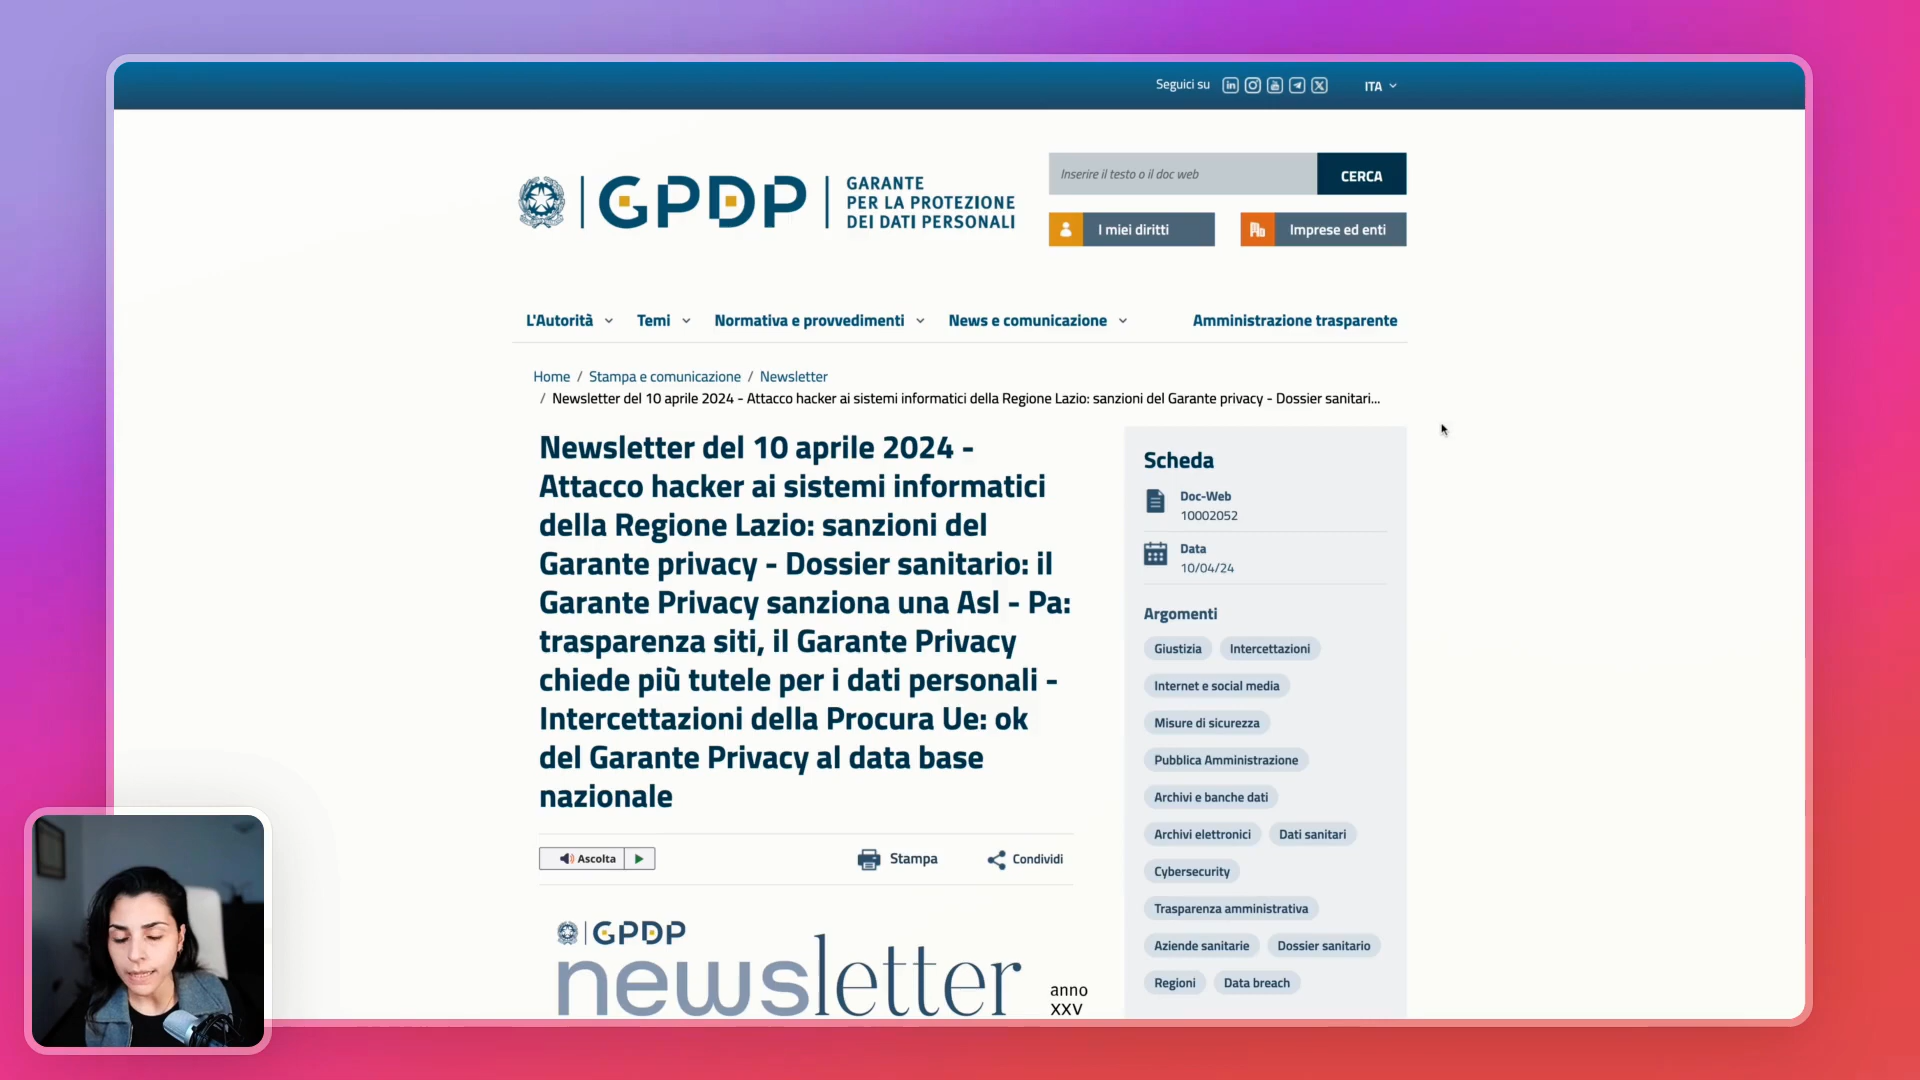 Seguici su
ITA
GPDP
GARANTE
PER LA PROTEZIONE
DEI DATI PERSONALI
Inserire il testo o il doc web
CERCA
I miei diritti
Imprese ed enti
L'Autorità
Temi
Normativa e provvedimenti
News e comunicazione
Amministrazione trasparente
Home / Stampa e comunicazione / Newsletter
/ Newsletter del 10 aprile 2024 - Attacco hacker ai sistemi informatici della Regione Lazio: sanzioni del Garante privacy - Dossier sanitari...
Newsletter del 10 aprile 2024 -
Attacco hacker ai sistemi informatici
della Regione Lazio: sanzioni del
Garante privacy - Dossier sanitario: il
Garante Privacy sanziona una Asl - Pa:
trasparenza siti, il Garante Privacy
chiede più tutele per i dati personali -
Intercettazioni della Procura Ue: ok
del Garante Privacy al data base
nazionale
Ascolta
Stampa
Condividi
GPDP
newsletter
anno
XXV
Scheda
Doc-Web
10002052
Data
10/04/24
Argomenti
Giustizia
Intercettazioni
Internet e social media
Misure di sicurezza
Pubblica Amministrazione
Archivi e banche dati
Archivi elettronici
Dati sanitari
Cybersecurity
Trasparenza amministrativa
Aziende sanitarie
Dossier sanitario
Regioni
Data breach